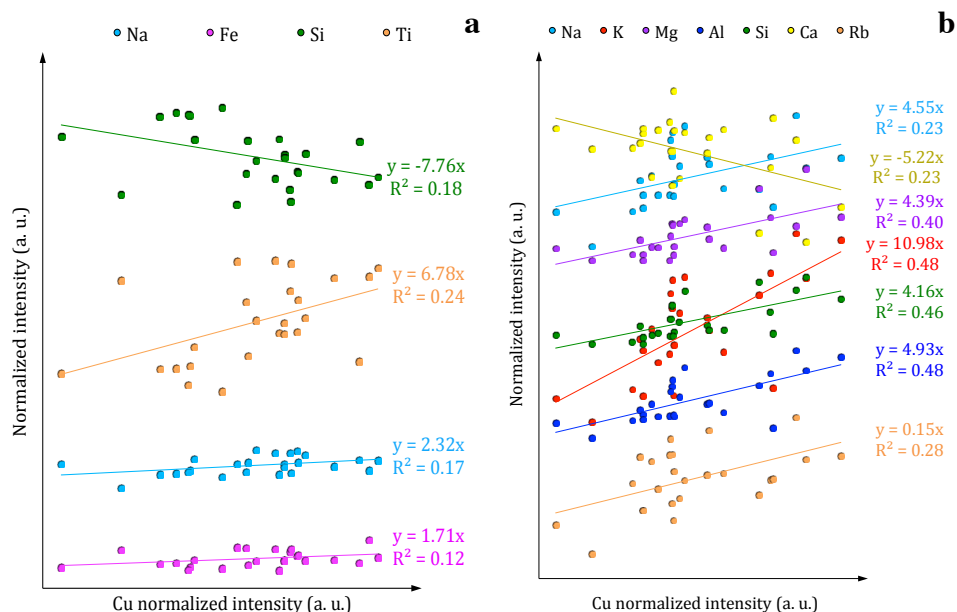 Na Fe Si Ti
a
Normalized intensity (a. u.)
y = -7.76x
R² = 0.18
y = 6.78x
R² = 0.24
y = 2.32x
R² = 0.17
y = 1.71x
R² = 0.12
Cu normalized intensity (a. u.)
b
Na K Mg Al Si Ca Rb
Normalized intensity (a. u.)
y = 4.55x
R² = 0.23
y = -5.22x
R² = 0.23
y = 4.39x
R² = 0.40
y = 10.98x
R² = 0.48
y = 4.16x
R² = 0.46
y = 4.93x
R² = 0.48
y = 0.15x
R² = 0.28
Cu normalized intensity (a. u.)